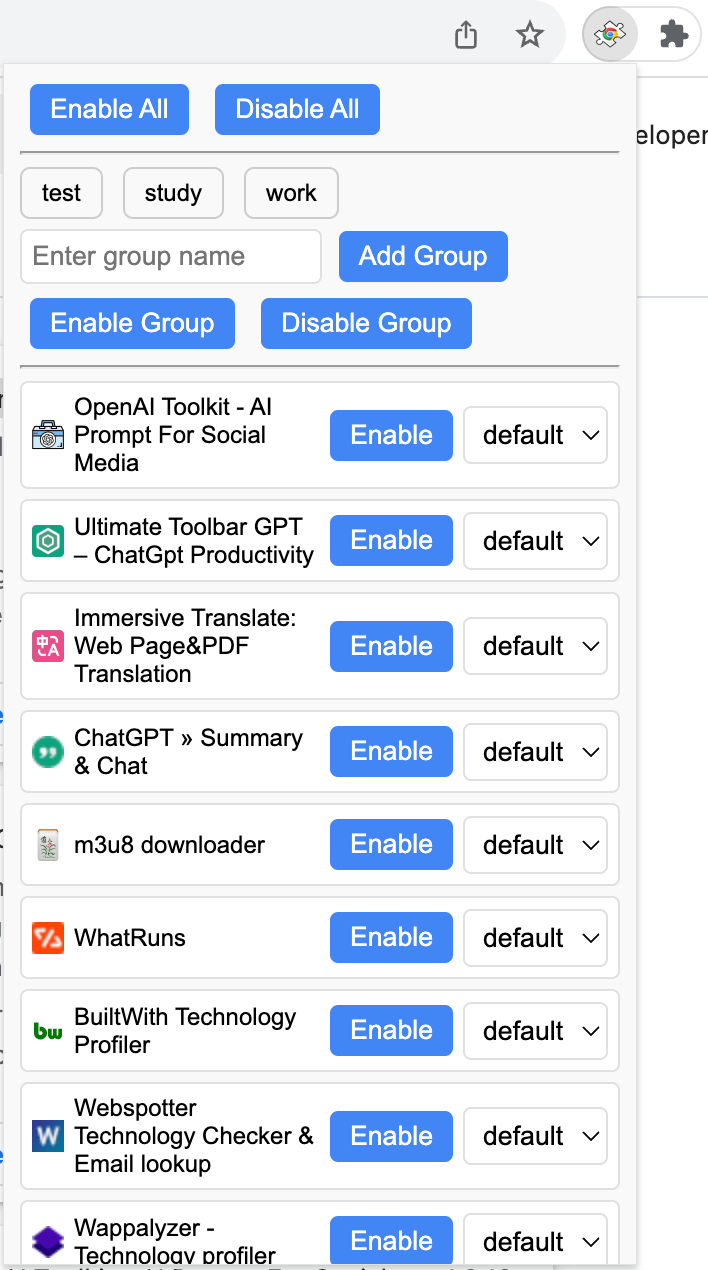 eloper
Enable All
Disable All
test
study
work
Enter group name
Add Group
Enable Group
Disable Group
OpenAI Toolkit - AI
Prompt For Social
Media
Enable
default
Ultimate Toolbar GPT
– ChatGpt Productivity
Enable
default
Immersive Translate:
Web Page&PDF
Translation
Enable
default
ChatGPT » Summary
& Chat
Enable
default
m3u8 downloader
Enable
default
WhatRuns
Enable
default
bw
BuiltWith Technology
Profiler
Enable
default
W
Webspotter
Technology Checker &
Email lookup
Enable
default
Wappalyzer -
Technology profiler
Enable
default